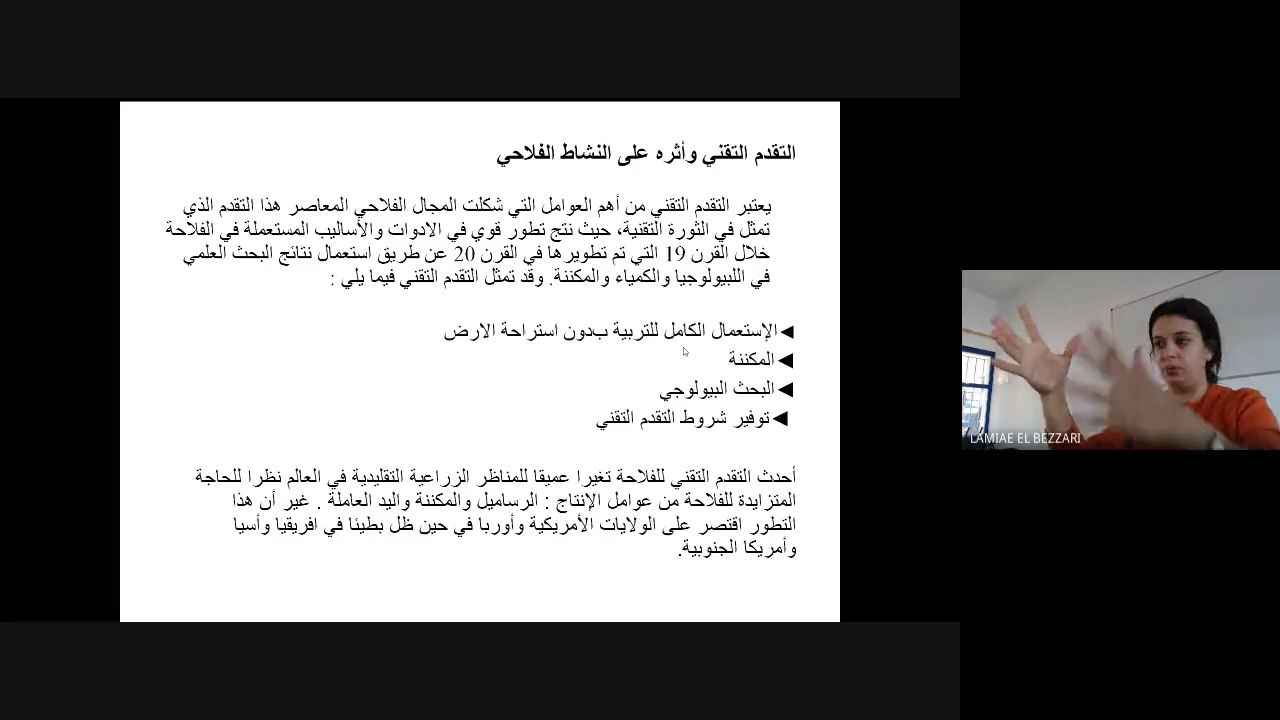 التقدم التقني وأثره على النشاط الفلاحي
يعتبر التقدم التقني من أهم العوامل التي شكلت المجال الفلاحي المعاصر هذا التقدم الذي
تمثل في الثورة التقنية، حيث نتج تطور قوي في الادوات والأساليب المستعملة في الفلاحة
خلال القرن 19 التي تم تطويرها في القرن 20 عن طريق استعمال نتائج البحث العلمي
في اللبيولوجيا والكمياء والمكننة. وقد تمثل التقدم التقني فيما يلي :
◄الإستعمال الكامل للتربية بدون استراحة الارض
◄المكننة
◄البحث البيولوجي
◄توفير شروط التقدم التقني
أحدث التقدم التقني للفلاحة تغيرا عميقا للمناظر الزراعية التقليدية في العالم نظرا للحاجة
المتزايدة للفلاحة من عوامل الإنتاج : الرساميل والمكننة واليد العاملة . غير أن هذا
التطور اقتصر على الولايات الأمريكية وأوربا في حين ظل بطيئا في افريقيا وأسيا
وأمريكا الجنوبية.
LAMIAE EL BEZZARI